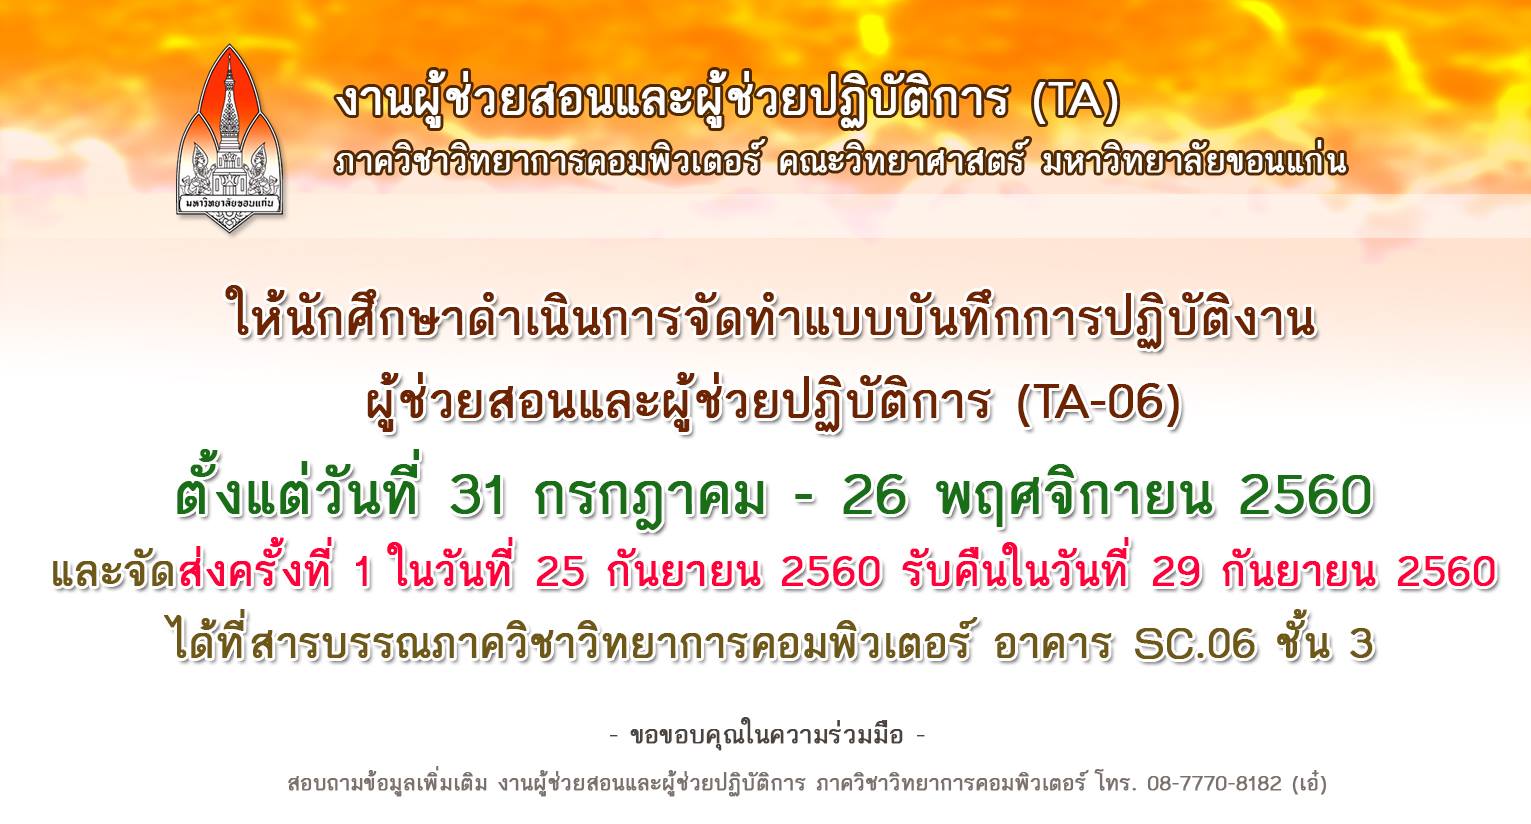 งานผู้ช่วยสอนและผู้ช่วยปฏิบัติการ (TA)
ภาควิชาวิทยาการคอมพิวเตอร์ คณะวิทยาศาสตร์ มหาวิทยาลัยขอนแก่น
มหาวิทยาลัยขอนแก่น
ให้นักศึกษาดำเนินการจัดทำแบบบันทึกการปฏิบัติงาน
ผู้ช่วยสอนและผู้ช่วยปฏิบัติการ (TA-06)
ตั้งแต่วันที่ 31 กรกฎาคม - 26 พฤศจิกายน 2560
และจัดส่งครั้งที่ 1 ในวันที่ 25 กันยายน 2560 รับคืนในวันที่ 29 กันยายน 2560
ได้ที่สารบรรณภาควิชาวิทยาการคอมพิวเตอร์ อาคาร SC.06 ชั้น 3
- ขอขอบคุณในความร่วมมือ -
สอบถามข้อมูลเพิ่มเติม งานผู้ช่วยสอนและผู้ช่วยปฏิบัติการ ภาควิชาวิทยาการคอมพิวเตอร์ โทร. 08-7770-8182 (เอ๋)